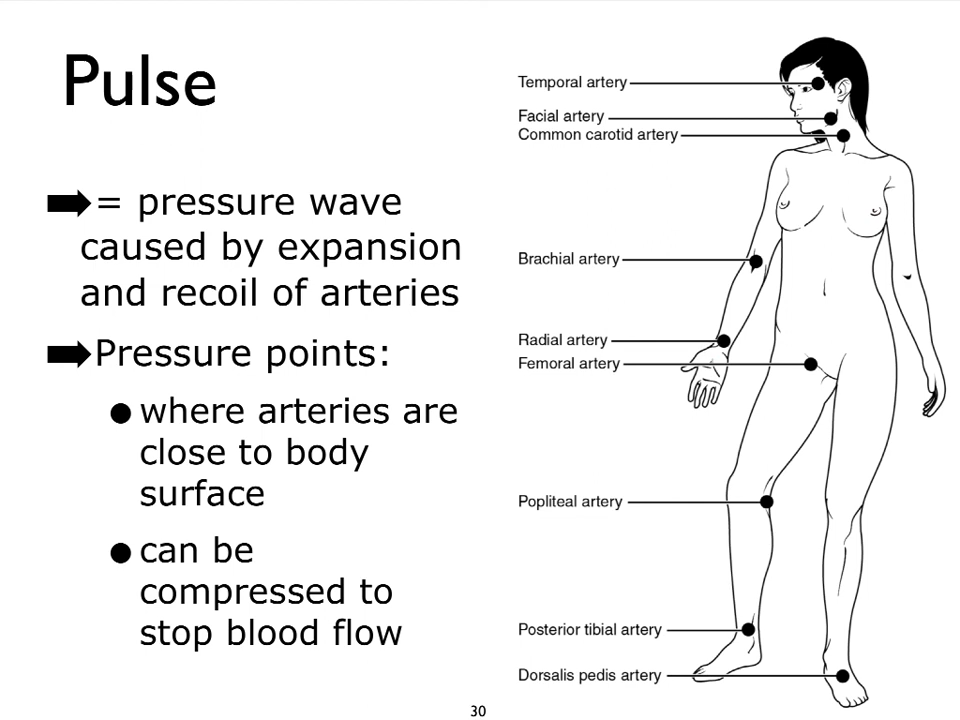 Pulse
= pressure wave
caused by expansion
and recoil of arteries
Pressure points:
where arteries are
close to body
surface
can be
compressed to
stop blood flow
Temporal artery
Facial artery
Common carotid artery
Brachial artery
Radial artery
Femoral artery
Popliteal artery
Posterior tibial artery
Dorsalis pedis artery
30